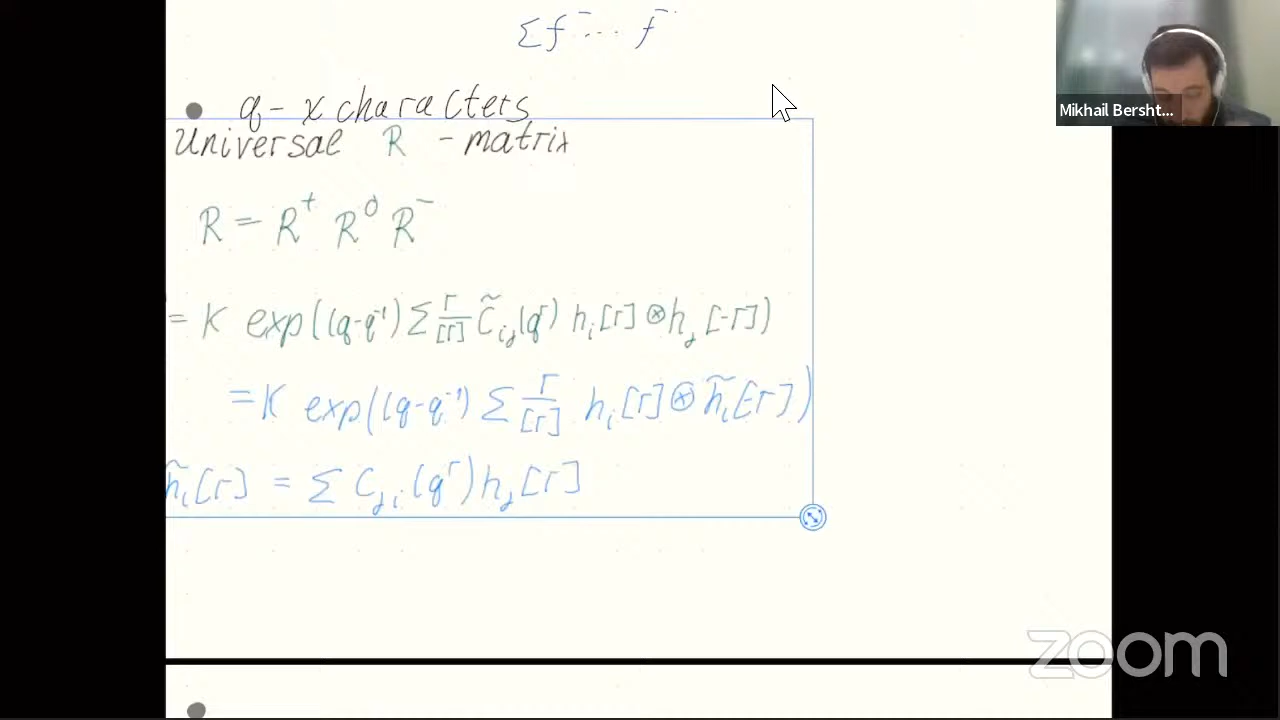 Σ f⁻ ... f⁻
• q - χ characters
Universal R - matrix
R = R⁺ R⁰ R⁻
= K exp((q-q⁻¹) Σ r/[r] C̃ᵢⱼ(qʳ) hᵢ[r] ⊗ hⱼ[-r])
= K exp((q-q⁻¹) Σ r/[r] hᵢ[r] ⊗ h̃ᵢ[-r])
h̃ᵢ[r] = Σ Cⱼᵢ(qʳ) hⱼ[r]
Mikhail Bersht...
zoom